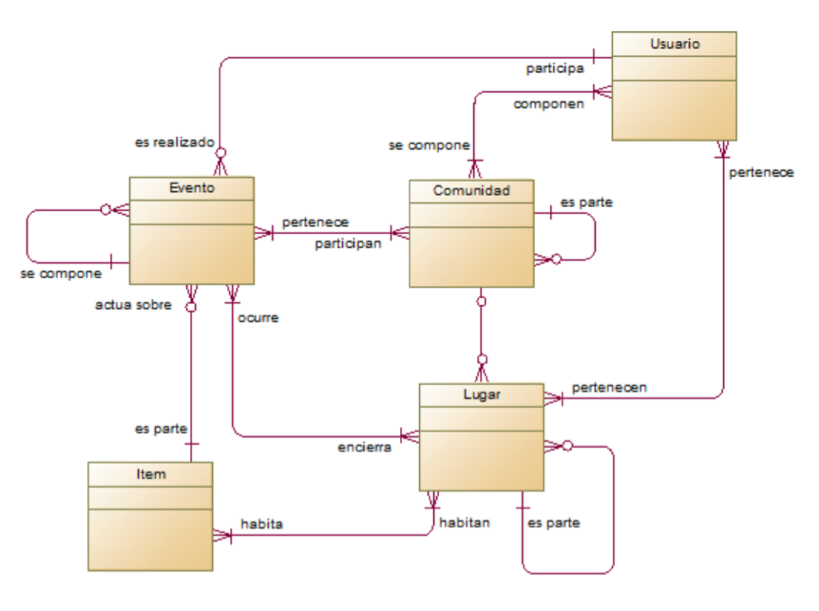 Usuario
participa
componen
es realizado
se compone
pertenece
Evento
Comunidad
es parte
pertenece
participan
se compone
actua sobre
ocurre
pertenecen
Lugar
es parte
encierra
Item
habita
habitan
es parte